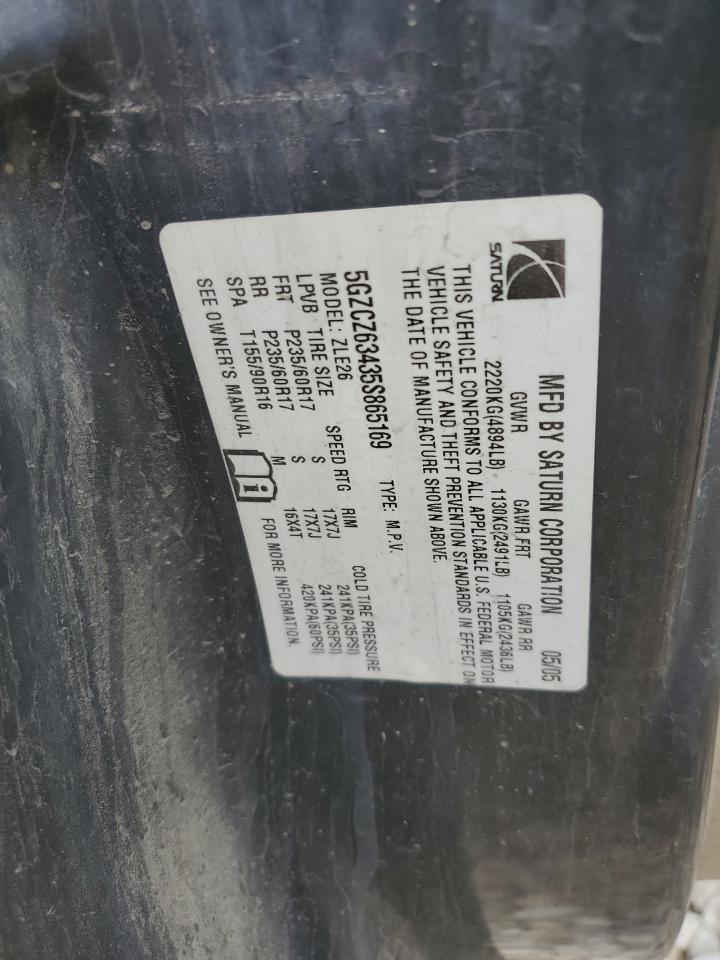 SATURN
MFD BY SATURN CORPORATION 05/05
GVWR GAWR FRT GAWR RR
2220KG(4894LB) 1130KG(2491LB) 1105KG(2436LB)
THIS VEHICLE CONFORMS TO ALL APPLICABLE U.S. FEDERAL MOTOR
VEHICLE SAFETY AND THEFT PREVENTION STANDARDS IN EFFECT ON
THE DATE OF MANUFACTURE SHOWN ABOVE.
5GZCZ63435S865169 TYPE: M.P.V.
MODEL: ZLE26
LPVB TIRE SIZE SPEED RTG RIM COLD TIRE PRESSURE
FRT P235/60R17 S 17X7J 241KPA(35PSI)
RR P235/60R17 S 17X7J 241KPA(35PSI)
SPA T155/90R16 M 16X4T 420KPA(60PSI)
SEE OWNER'S MANUAL i FOR MORE INFORMATION.